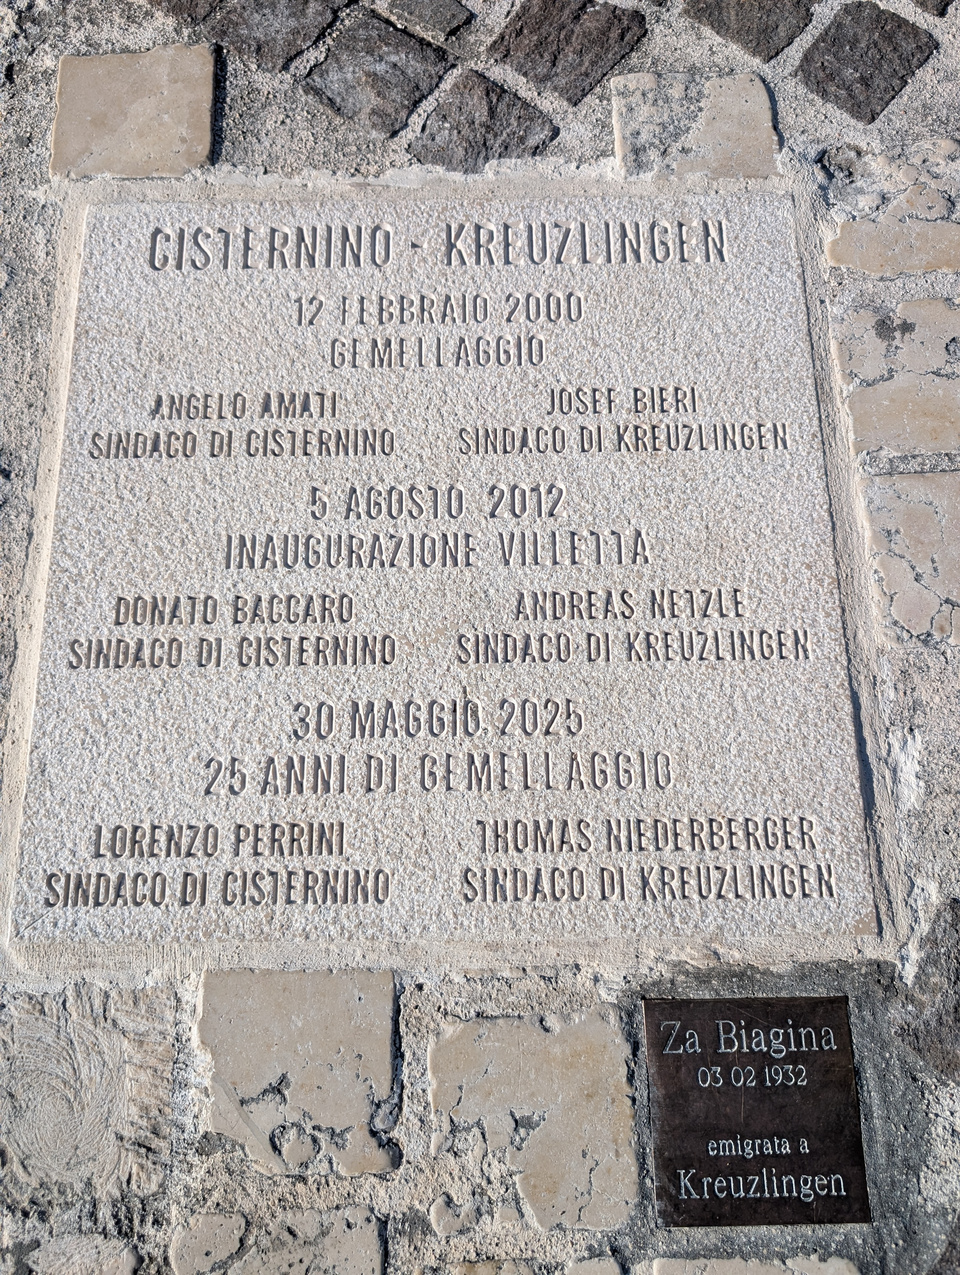 CISTERNINO - KREUZLINGEN
12 FEBBRAIO 2000
GEMELLAGGIO
ANGELO AMATI JOSEF BIERI
SINDACO DI CISTERNINO SINDACO DI KREUZLINGEN
5 AGOSTO 2012
INAUGURAZIONE VILLETTA
DONATO BACCARO ANDREAS NETZLE
SINDACO DI CISTERNINO SINDACO DI KREUZLINGEN
30 MAGGIO 2025
25 ANNI DI GEMELLAGGIO
LORENZO PERRINI THOMAS NIEDERBERGER
SINDACO DI CISTERNINO SINDACO DI KREUZLINGEN
Za Biagina
03 02 1932
emigrata a
Kreuzlingen